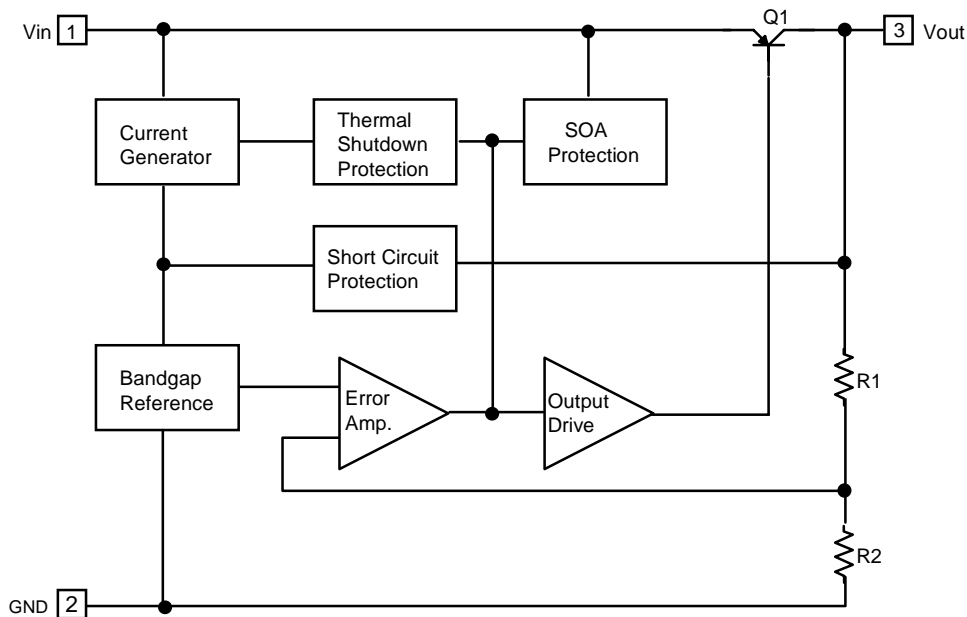 Q1
Vin 1
3 Vout
Current
Generator
Thermal
Shutdown
Protection
SOA
Protection
Short Circuit
Protection
Bandgap
Reference
Error
Amp.
Output
Drive
R1
R2
GND 2